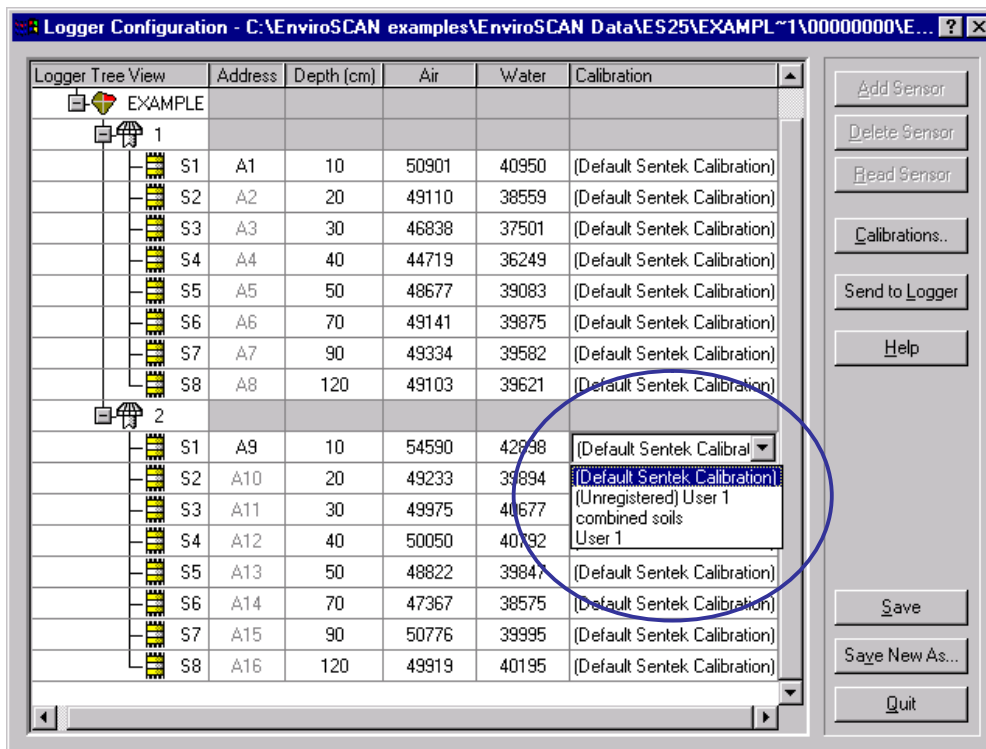 Logger Configuration - C:\EnviroSCAN examples\EnviroSCAN Data\ES25\EXAMPL~1\00000000\E...
Logger Tree View Address Depth (cm) Air Water Calibration
EXAMPLE
1
S1 A1 10 50901 40950 (Default Sentek Calibration)
S2 A2 20 49110 38559 (Default Sentek Calibration)
S3 A3 30 46838 37501 (Default Sentek Calibration)
S4 A4 40 44719 36249 (Default Sentek Calibration)
S5 A5 50 48677 39083 (Default Sentek Calibration)
S6 A6 70 49141 39875 (Default Sentek Calibration)
S7 A7 90 49334 39582 (Default Sentek Calibration)
S8 A8 120 49103 39621 (Default Sentek Calibration)
2
S1 A9 10 54590 42898 (Default Sentek Calibrat
S2 A10 20 49233 39894 (Default Sentek Calibration)
(Unregistered) User 1
S3 A11 30 49975 40677 combined soils
S4 A12 40 50050 40792 User 1
S5 A13 50 48822 39847 (Default Sentek Calibration)
S6 A14 70 47367 38575 (Default Sentek Calibration)
S7 A15 90 50776 39995 (Default Sentek Calibration)
S8 A16 120 49919 40195 (Default Sentek Calibration)
Add Sensor
Delete Sensor
Read Sensor
Calibrations..
Send to Logger
Help
Save
Save New As...
Quit